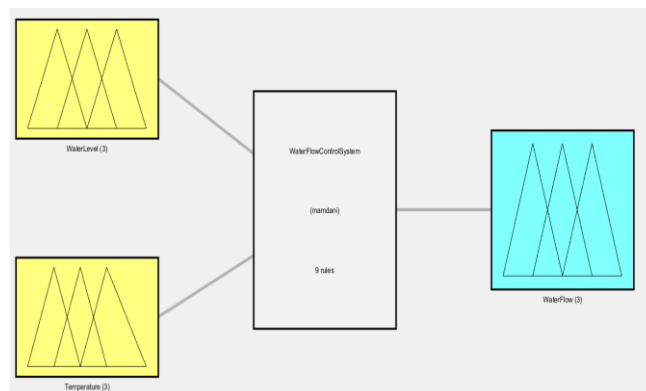 WaterLevel (3)
WaterFlowControlSystem
(mamdani)
9 rules
WaterFlow (3)
Temperature (3)